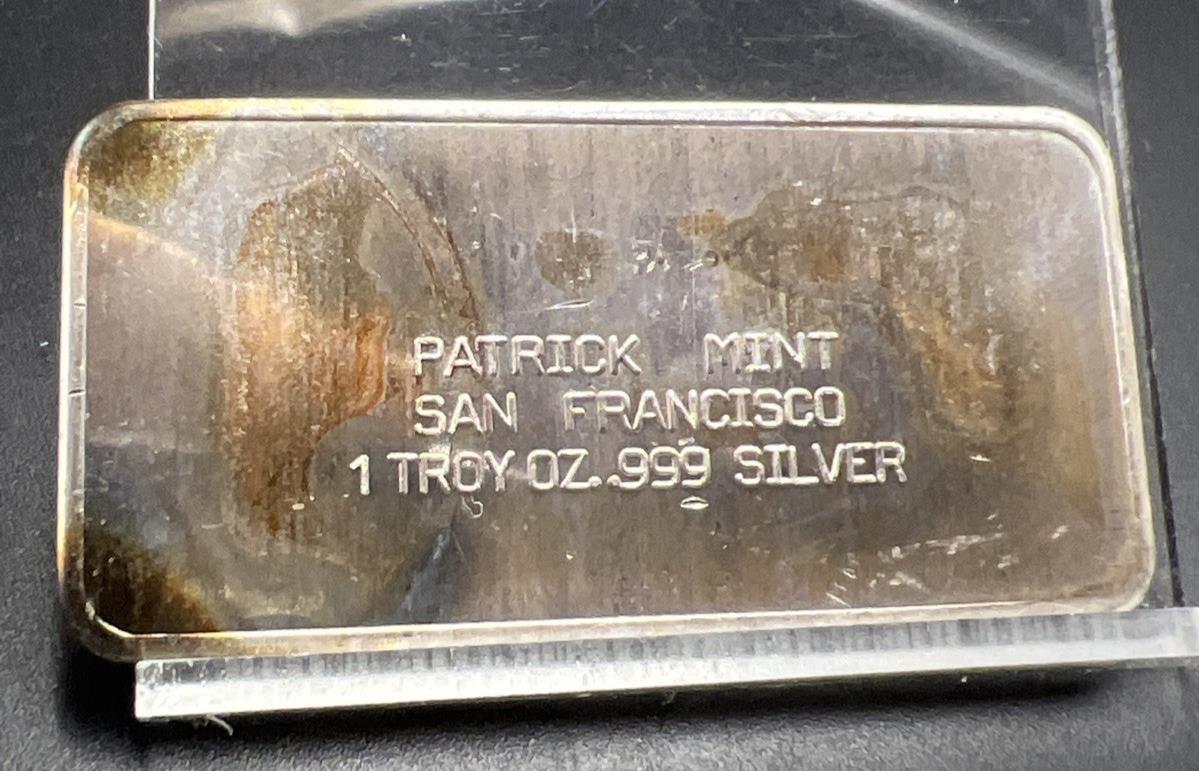 PATRICK MINT
SAN FRANCISCO
1 TROY OZ. .999 SILVER